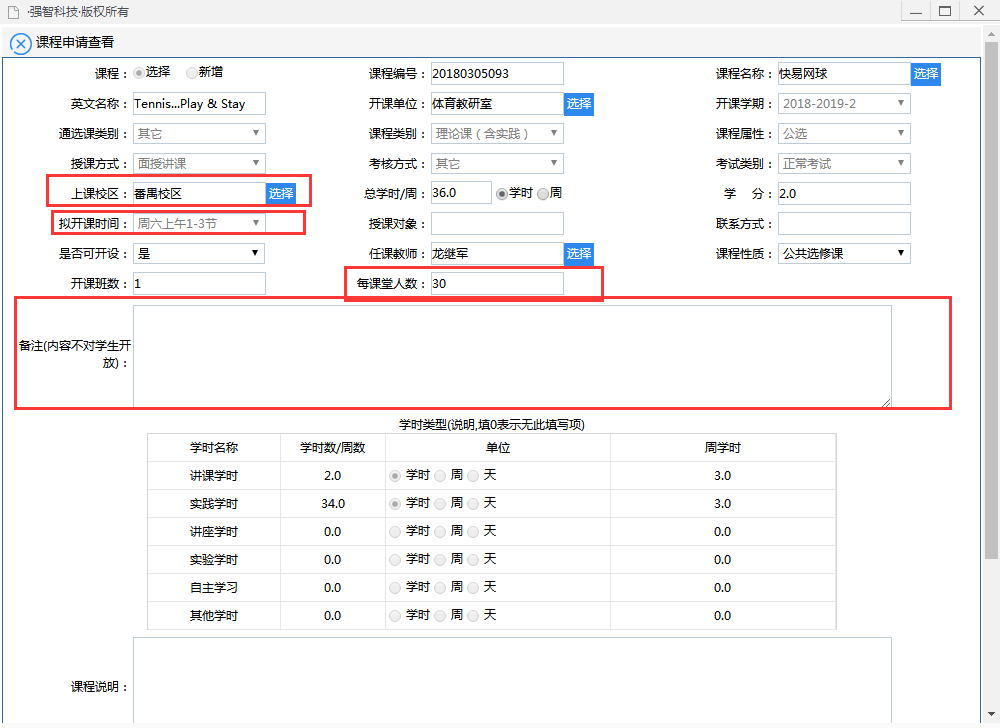 ·强智科技·版权所有
课程申请查看
课程： 选择 新增 课程编号： 20180305093 课程名称： 快易网球 选择
英文名称： Tennis...Play & Stay 开课单位： 体育教研室 选择 开课学期： 2018-2019-2
通选课类别： 其它 课程类别： 理论课（含实践） 课程属性： 公选
授课方式： 面授讲课 考核方式： 其它 考试类别： 正常考试
上课校区： 番禺校区 选择 总学时/周： 36.0 学时 周 学 分： 2.0
拟开课时间： 周六上午1-3节 授课对象： 联系方式：
是否可开设： 是 任课教师： 龙继军 选择 课程性质： 公共选修课
开课班数： 1 每课堂人数： 30
备注(内容不对学生开
放)：
学时类型(说明,填0表示无此填写项)
学时名称 学时数/周数 单位 周学时
讲课学时 2.0 学时 周 天 3.0
实践学时 34.0 学时 周 天 3.0
讲座学时 0.0 学时 周 天 0.0
实验学时 0.0 学时 周 天 0.0
自主学习 0.0 学时 周 天 0.0
其他学时 0.0 学时 周 天 0.0
课程说明：